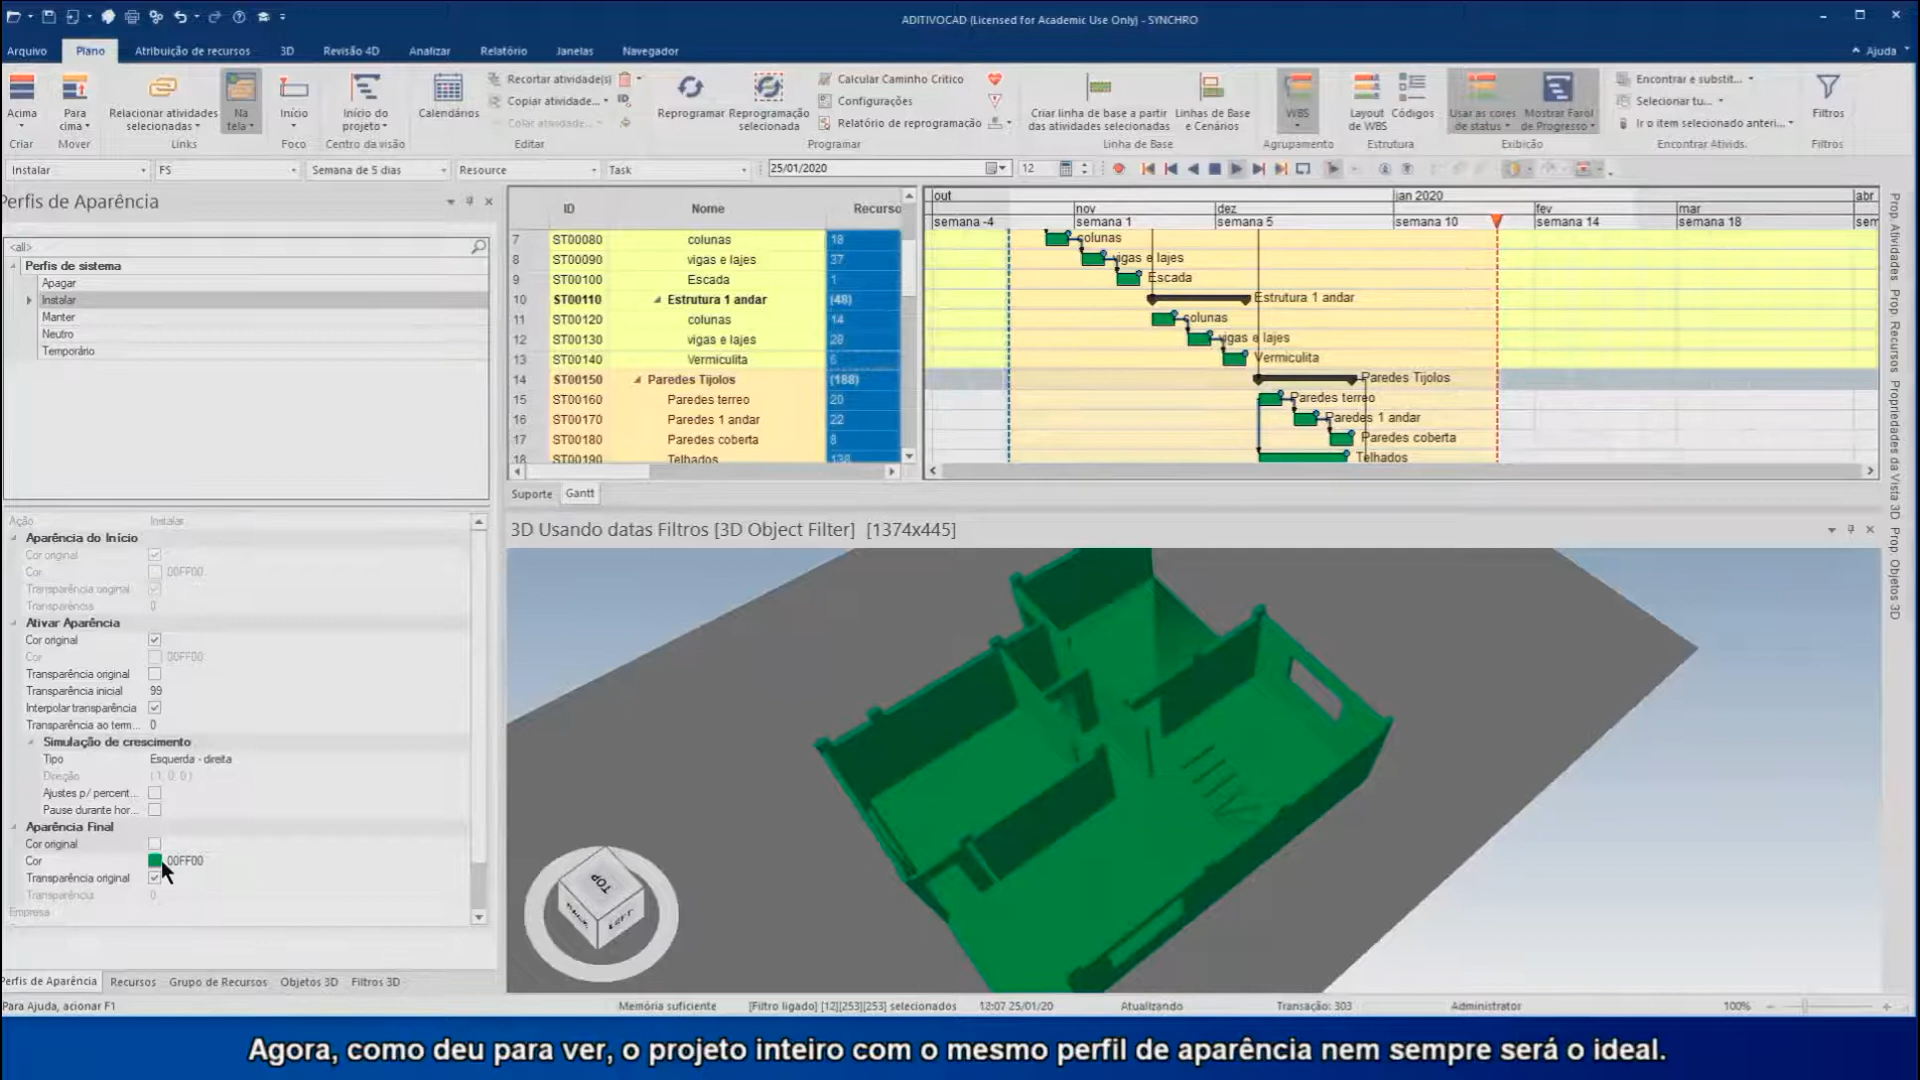 ADITIVOCAD (Licensed for Academic Use Only) - SYNCHRO
Arquivo Plano Atribuição de recursos 3D Revisão 4D Analizar Relatório Janelas Navegador Ajuda
Acima
Criar
Para cima
Mover
Relacionar atividades selecionadas
Na tela
Links
Início
Foco
Início do projeto
Centro da visão
Calendários
Recortar atividade(s)
Copiar atividade...
Colar atividade...
ID
Editar
Reprogramar
Reprogramação selecionada
Calcular Caminho Crítico
Configurações
Relatório de reprogramação
Programar
Criar linha de base a partir das atividades selecionadas
Linhas de Base e Cenários
Linha de Base
WBS
Agrupamento
Layout de WBS
Códigos
Estrutura
Usar as cores de status
Mostrar Farol de Progresso
Exibição
Encontrar e substit...
Selecionar tu...
Ir o item selecionado anteri...
Encontrar Ativids.
Filtros
Filtros
Instalar FS Semana de 5 dias Resource Task 25/01/2020 12
Perfis de Aparência
<all>
Perfis de sistema
Apagar
Instalar
Manter
Neutro
Temporário
Ação Instalar
Aparência do Início
Cor original
Cor 00FF00
Transparência original
Transparência 0
Ativar Aparência
Cor original
Cor 00FF00
Transparência original
Transparência inicial 99
Interpolar transparência
Transparência ao term... 0
Simulação de crescimento
Tipo Esquerda - direita
Direção (1, 0, 0)
Ajustes p/ percent...
Pause durante hor...
Aparência Final
Cor original
Cor 00FF00
Transparência original
Transparência 0
Empresa
Perfis de Aparência Recursos Grupo de Recursos Objetos 3D Filtros 3D
ID Nome Recurso
7 ST00080 colunas 18
8 ST00090 vigas e lajes 37
9 ST00100 Escada 1
10 ST00110 Estrutura 1 andar (48)
11 ST00120 colunas 14
12 ST00130 vigas e lajes 28
13 ST00140 Vermiculita 6
14 ST00150 Paredes Tijolos (188)
15 ST00160 Paredes terreo 20
16 ST00170 Paredes 1 andar 22
17 ST00180 Paredes coberta 8
18 ST00190 Telhados 138
out nov dez jan 2020 fev mar abr
semana -4 semana 1 semana 5 semana 10 semana 14 semana 18 sem
colunas
vigas e lajes
Escada
Estrutura 1 andar
colunas
vigas e lajes
Vermiculita
Paredes Tijolos
Paredes terreo
Paredes 1 andar
Paredes coberta
Telhados
Suporte Gantt
3D Usando datas Filtros [3D Object Filter] [1374x445]
TOP
BACK
LEFT
Prop. Atividades
Prop. Recursos
Propriedades da Vista 3D
Prop. Objetos 3D
Para Ajuda, acionar F1 Memória suficiente [Filtro ligado] [12][253][253] selecionados 12:07 25/01/20 Atualizando Transação: 303 Administrator 100%
Agora, como deu para ver, o projeto inteiro com o mesmo perfil de aparência nem sempre será o ideal.